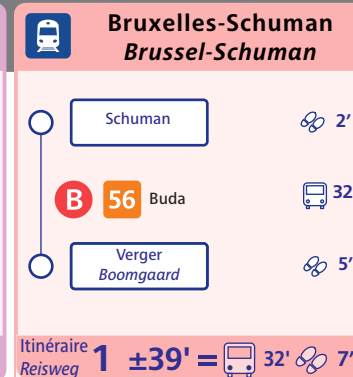 Bruxelles-Schuman
Brussel-Schuman
Schuman 2’
B 56 Buda 32
Verger
Boomgaard 5’
Itinéraire
Reisweg 1 ±39' = 32' 7’